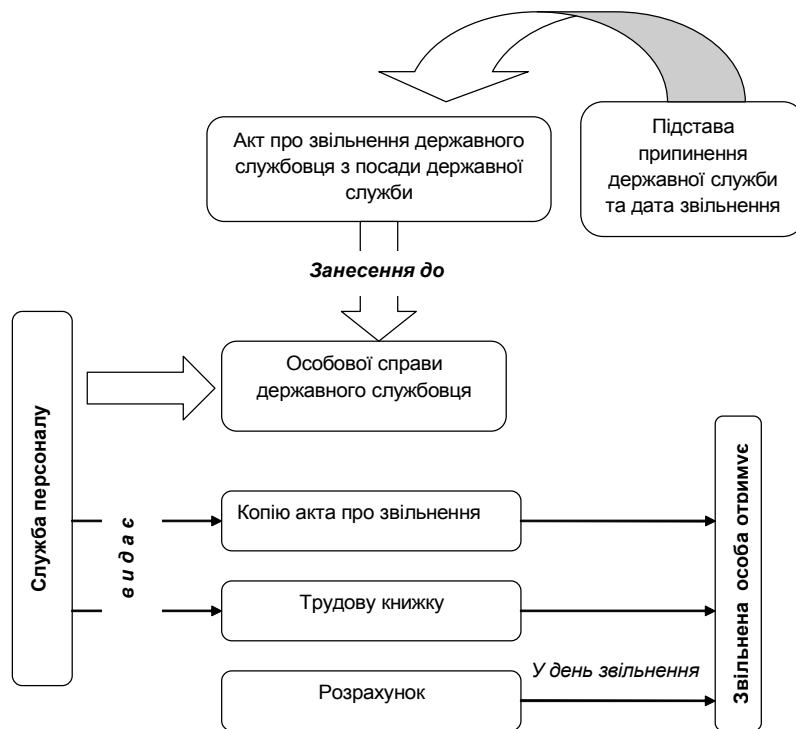 Акт про звільнення державного
службовця з посади державної
служби
Підстава
припинення
державної служби
та дата звільнення
Занесення до
Особової справи
державного службовця
Служба персоналу
видає
Копію акта про звільнення
Трудову книжку
У день звільнення
Розрахунок
Звільнена особа отримує